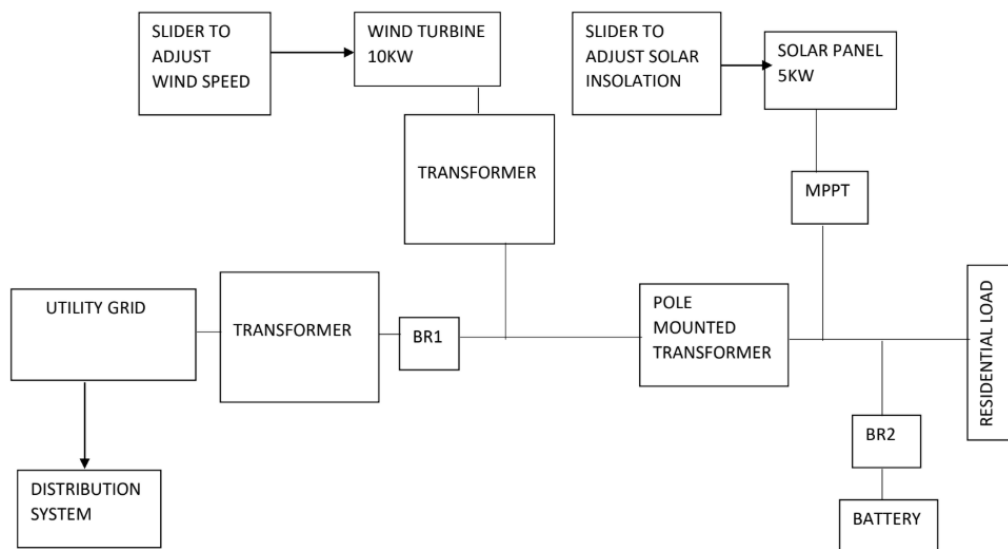 SLIDER TO
ADJUST
WIND SPEED
WIND TURBINE
10KW
SLIDER TO
ADJUST SOLAR
INSOLATION
SOLAR PANEL
5KW
TRANSFORMER
MPPT
UTILITY GRID
TRANSFORMER
BR1
POLE
MOUNTED
TRANSFORMER
RESIDENTIAL LOAD
BR2
DISTRIBUTION
SYSTEM
BATTERY